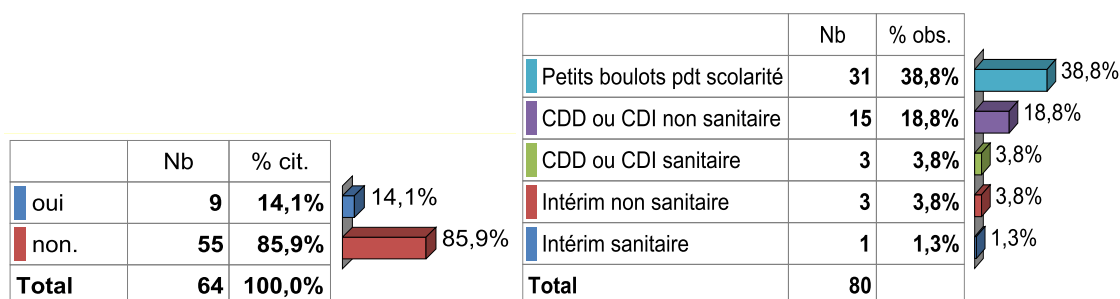 Nb % cit.
oui 9 14,1% 14,1%
non. 55 85,9% 85,9%
Total 64 100,0%
Nb % obs.
Petits boulots pdt scolarité 31 38,8% 38,8%
CDD ou CDI non sanitaire 15 18,8% 18,8%
CDD ou CDI sanitaire 3 3,8% 3,8%
Intérim non sanitaire 3 3,8% 3,8%
Intérim sanitaire 1 1,3% 1,3%
Total 80